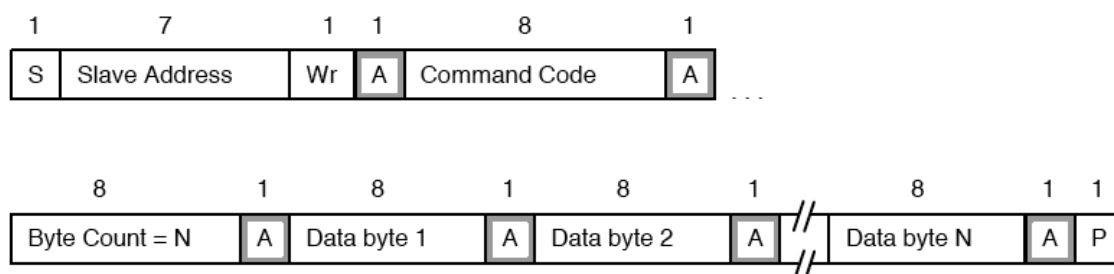 1 7 1 1 8 1
S Slave Address Wr A Command Code A ...
8 1 8 1 8 1 8 1 1
Byte Count = N A Data byte 1 A Data byte 2 A // Data byte N A P